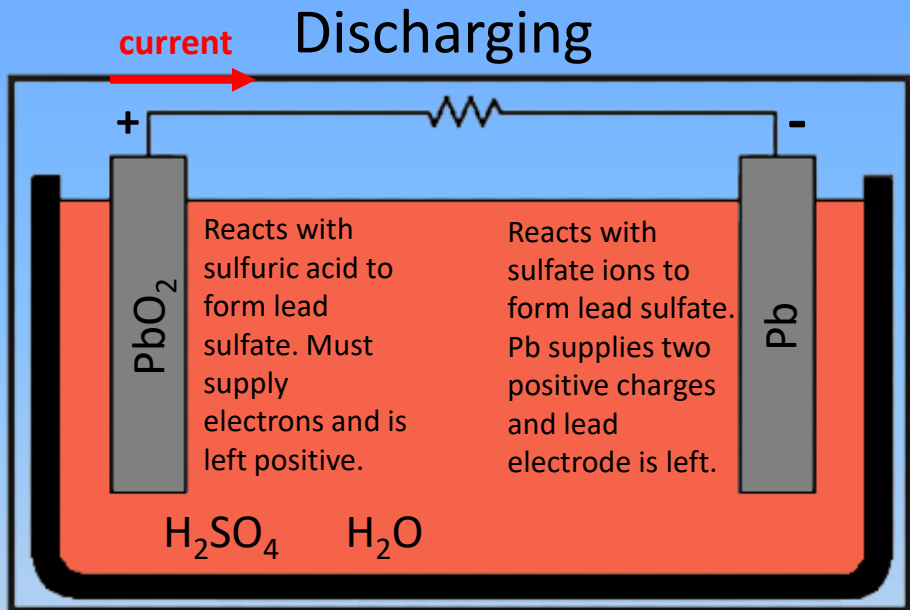 Discharging
current
+
-
Reacts with
sulfuric acid to
form lead
sulfate. Must
supply
electrons and is
left positive.
Reacts with
sulfate ions to
form lead sulfate.
Pb supplies two
positive charges
and lead
electrode is left.
PbO₂
Pb
H₂SO₄ H₂O